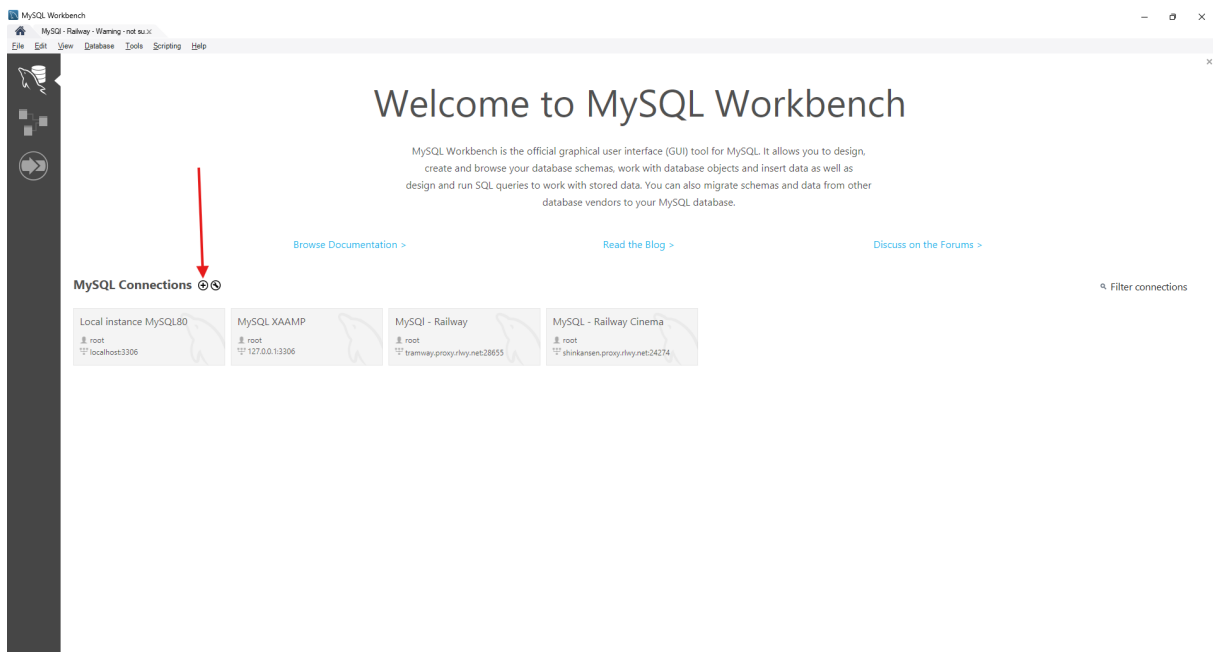 MySQL Workbench
MySQl - Railway - Warning - not su... x
File Edit View Database Tools Scripting Help
Welcome to MySQL Workbench
MySQL Workbench is the official graphical user interface (GUI) tool for MySQL. It allows you to design,
create and browse your database schemas, work with database objects and insert data as well as
design and run SQL queries to work with stored data. You can also migrate schemas and data from other
database vendors to your MySQL database.
Browse Documentation > Read the Blog > Discuss on the Forums >
MySQL Connections
Filter connections
Local instance MySQL80
root
localhost:3306
MySQL XAAMP
root
127.0.0.1:3306
MySQl - Railway
root
tramway.proxy.rlwy.net:28655
MySQL - Railway Cinema
root
shinkansen.proxy.rlwy.net:24274